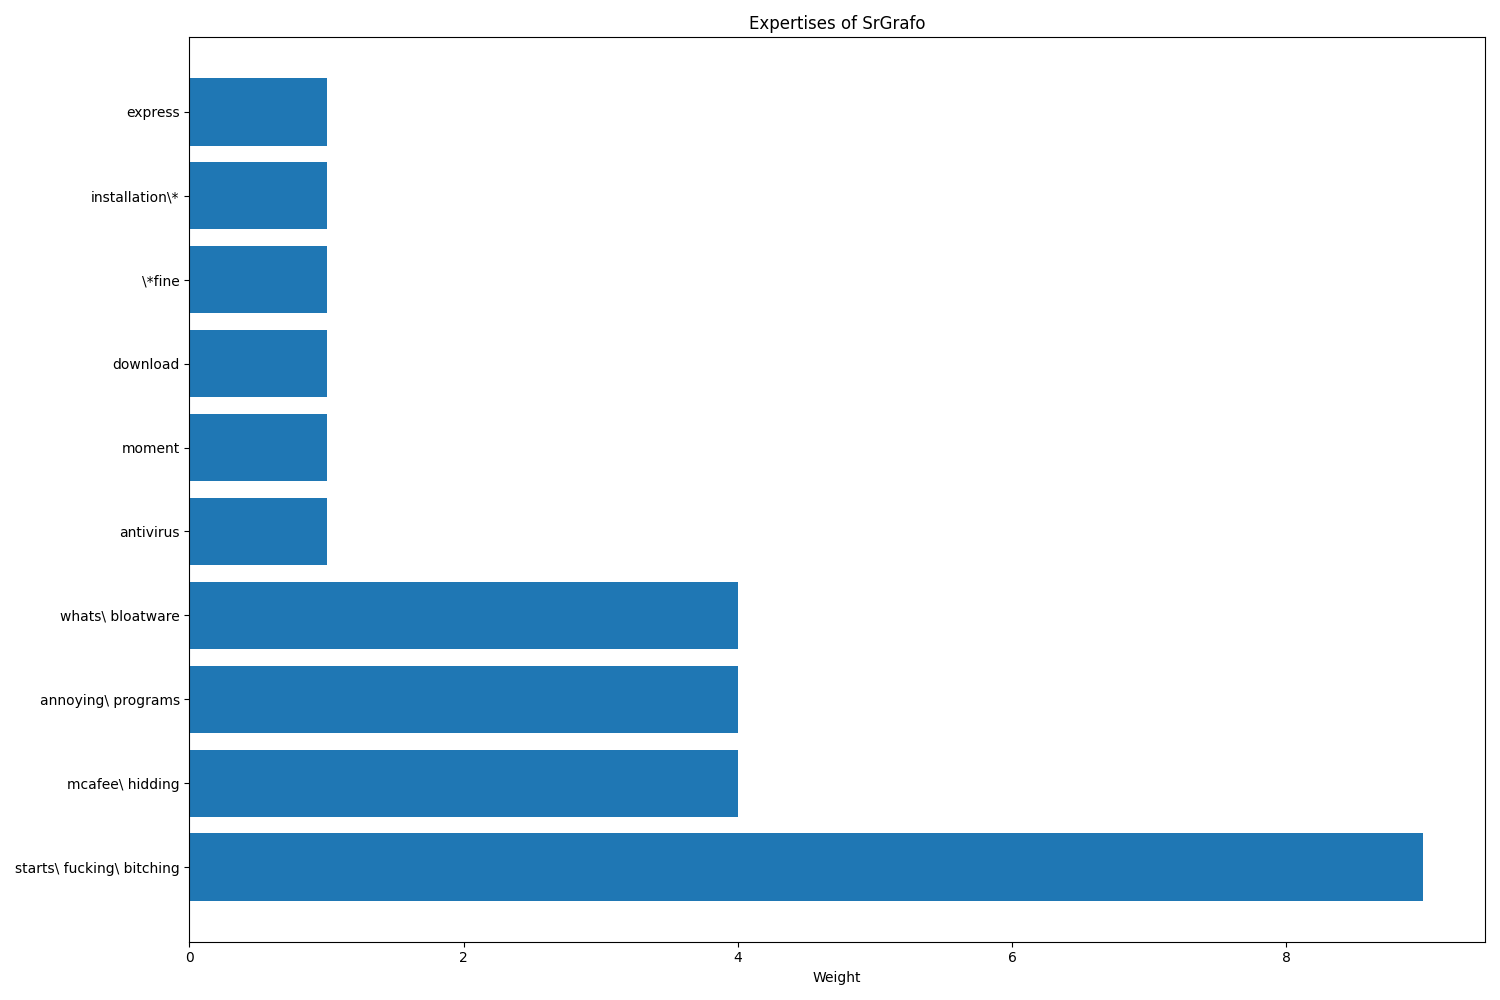 Expertises of SrGrafo
express
installation\*
\*fine
download
moment
antivirus
whats\ bloatware
annoying\ programs
mcafee\ hidding
starts\ fucking\ bitching
0 2 4 6 8
Weight